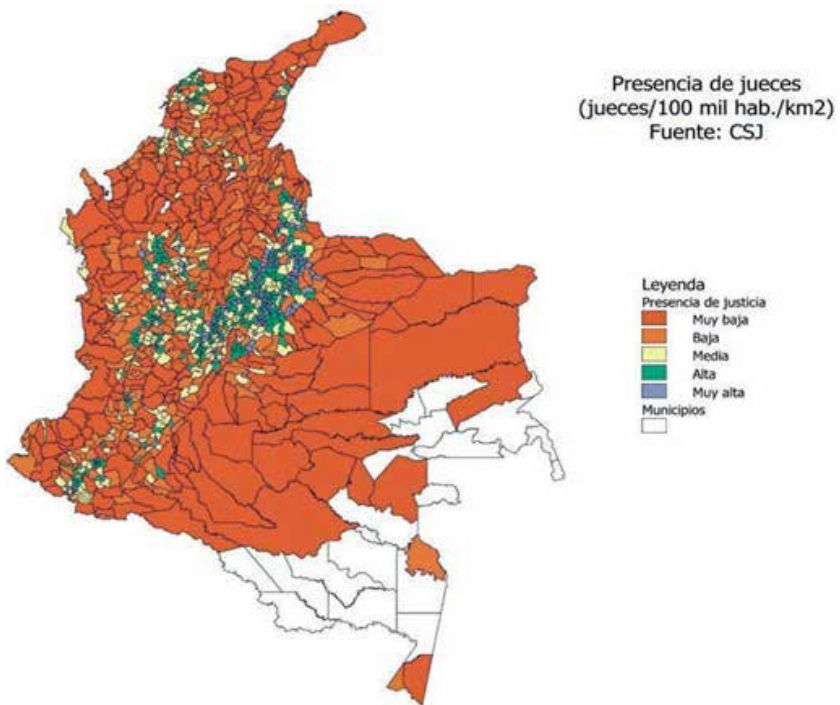 Presencia de jueces
(jueces/100 mil hab./km2)
Fuente: CSJ
Leyenda
Presencia de justicia
Muy baja
Baja
Media
Alta
Muy alta
Municipios